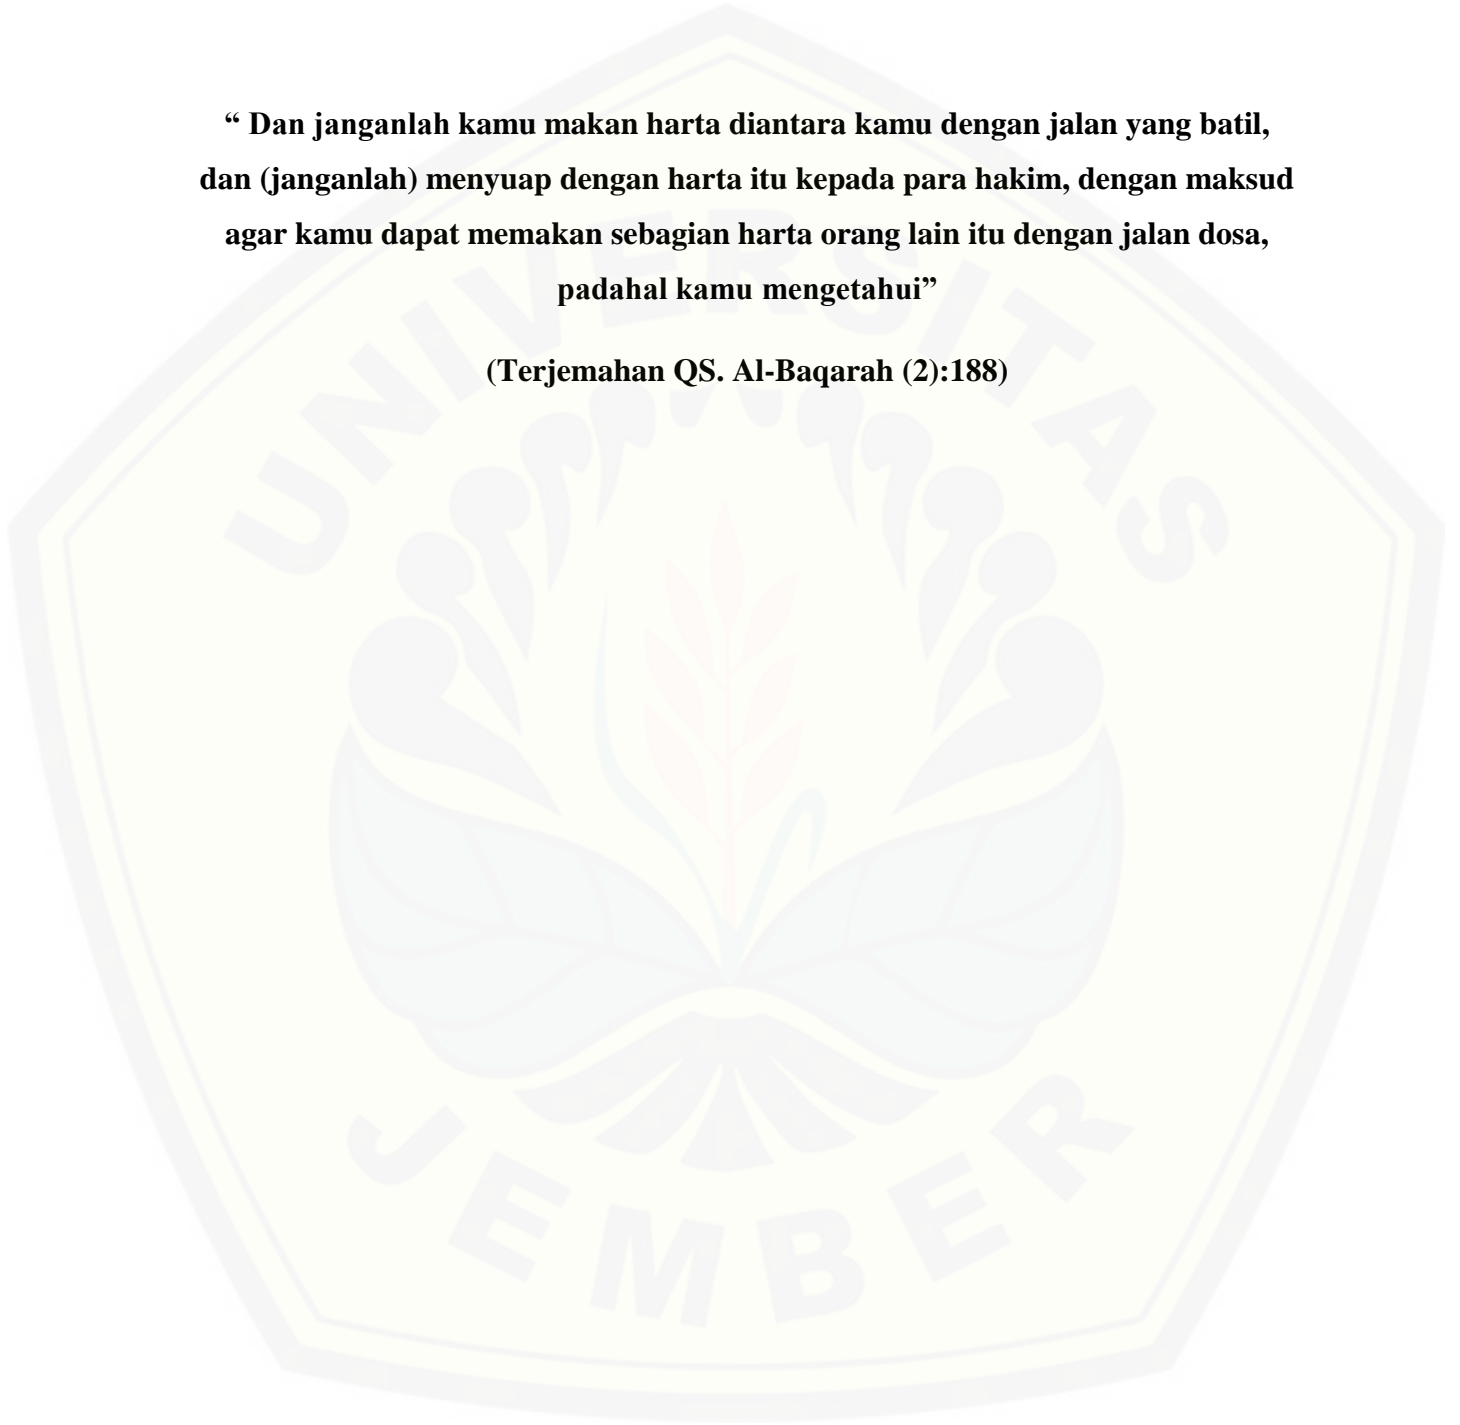 “ Dan janganlah kamu makan harta diantara kamu dengan jalan yang batil,
dan (janganlah) menyuap dengan harta itu kepada para hakim, dengan maksud
agar kamu dapat memakan sebagian harta orang lain itu dengan jalan dosa,
padahal kamu mengetahui”
(Terjemahan QS. Al-Baqarah (2):188)
UNIVERSITAS
JEMBER